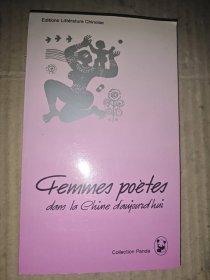 Editions Littérature Chinoise
Femmes poètes
dans la Chine d'aujourd'hui
Collection Panda